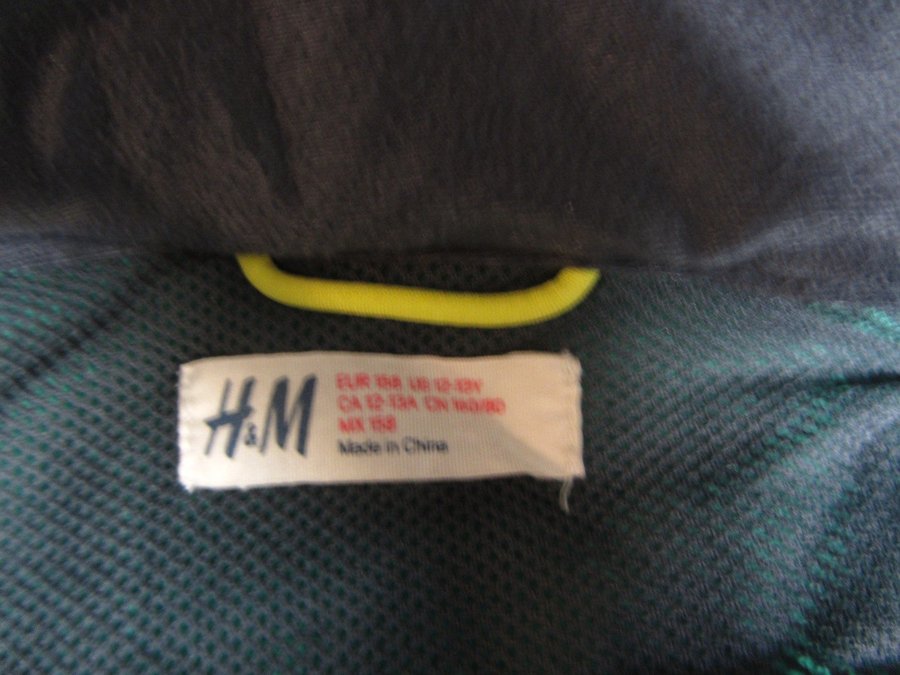 H&M
EUR 158 US 12-13Y
CA 12-13A CN 160/80
MX 158
Made in China